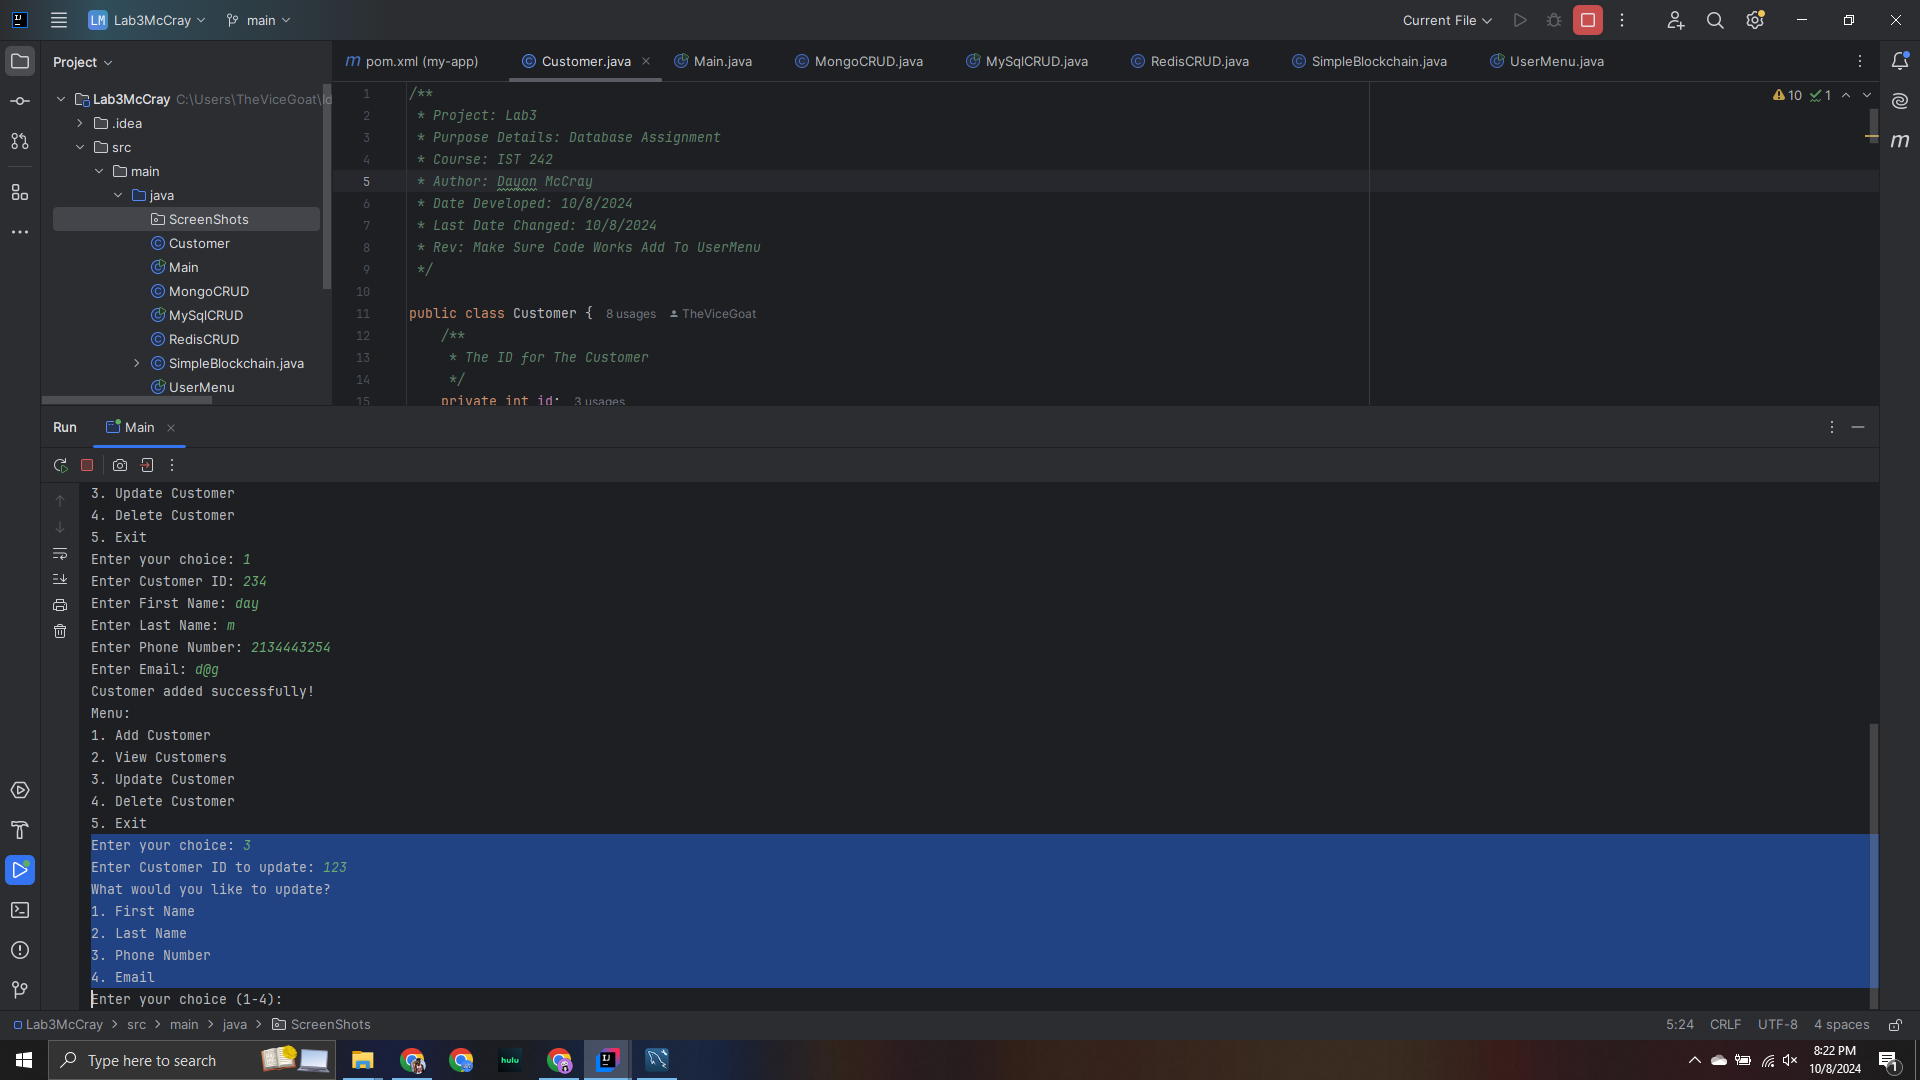 LM Lab3McCray main Current File
Project
pom.xml (my-app) Customer.java Main.java MongoCRUD.java MySqlCRUD.java RedisCRUD.java SimpleBlockchain.java UserMenu.java
Lab3McCray C:\Users\TheViceGoat\Id
.idea
src
main
java
ScreenShots
Customer
Main
MongoCRUD
MySqlCRUD
RedisCRUD
SimpleBlockchain.java
UserMenu
10 1
1 /**
2 * Project: Lab3
3 * Purpose Details: Database Assignment
4 * Course: IST 242
5 * Author: Dayon McCray
6 * Date Developed: 10/8/2024
7 * Last Date Changed: 10/8/2024
8 * Rev: Make Sure Code Works Add To UserMenu
9 */
10
11 public class Customer { 8 usages TheViceGoat
12 /**
13 * The ID for The Customer
14 */
15 private int id; 3 usages
Run Main
3. Update Customer
4. Delete Customer
5. Exit
Enter your choice: 1
Enter Customer ID: 234
Enter First Name: day
Enter Last Name: m
Enter Phone Number: 2134443254
Enter Email: d@g
Customer added successfully!
Menu:
1. Add Customer
2. View Customers
3. Update Customer
4. Delete Customer
5. Exit
Enter your choice: 3
Enter Customer ID to update: 123
What would you like to update?
1. First Name
2. Last Name
3. Phone Number
4. Email
Enter your choice (1-4):
Lab3McCray > src > main > java > ScreenShots 5:24 CRLF UTF-8 4 spaces
Type here to search hulu 8:22 PM
10/8/2024 1